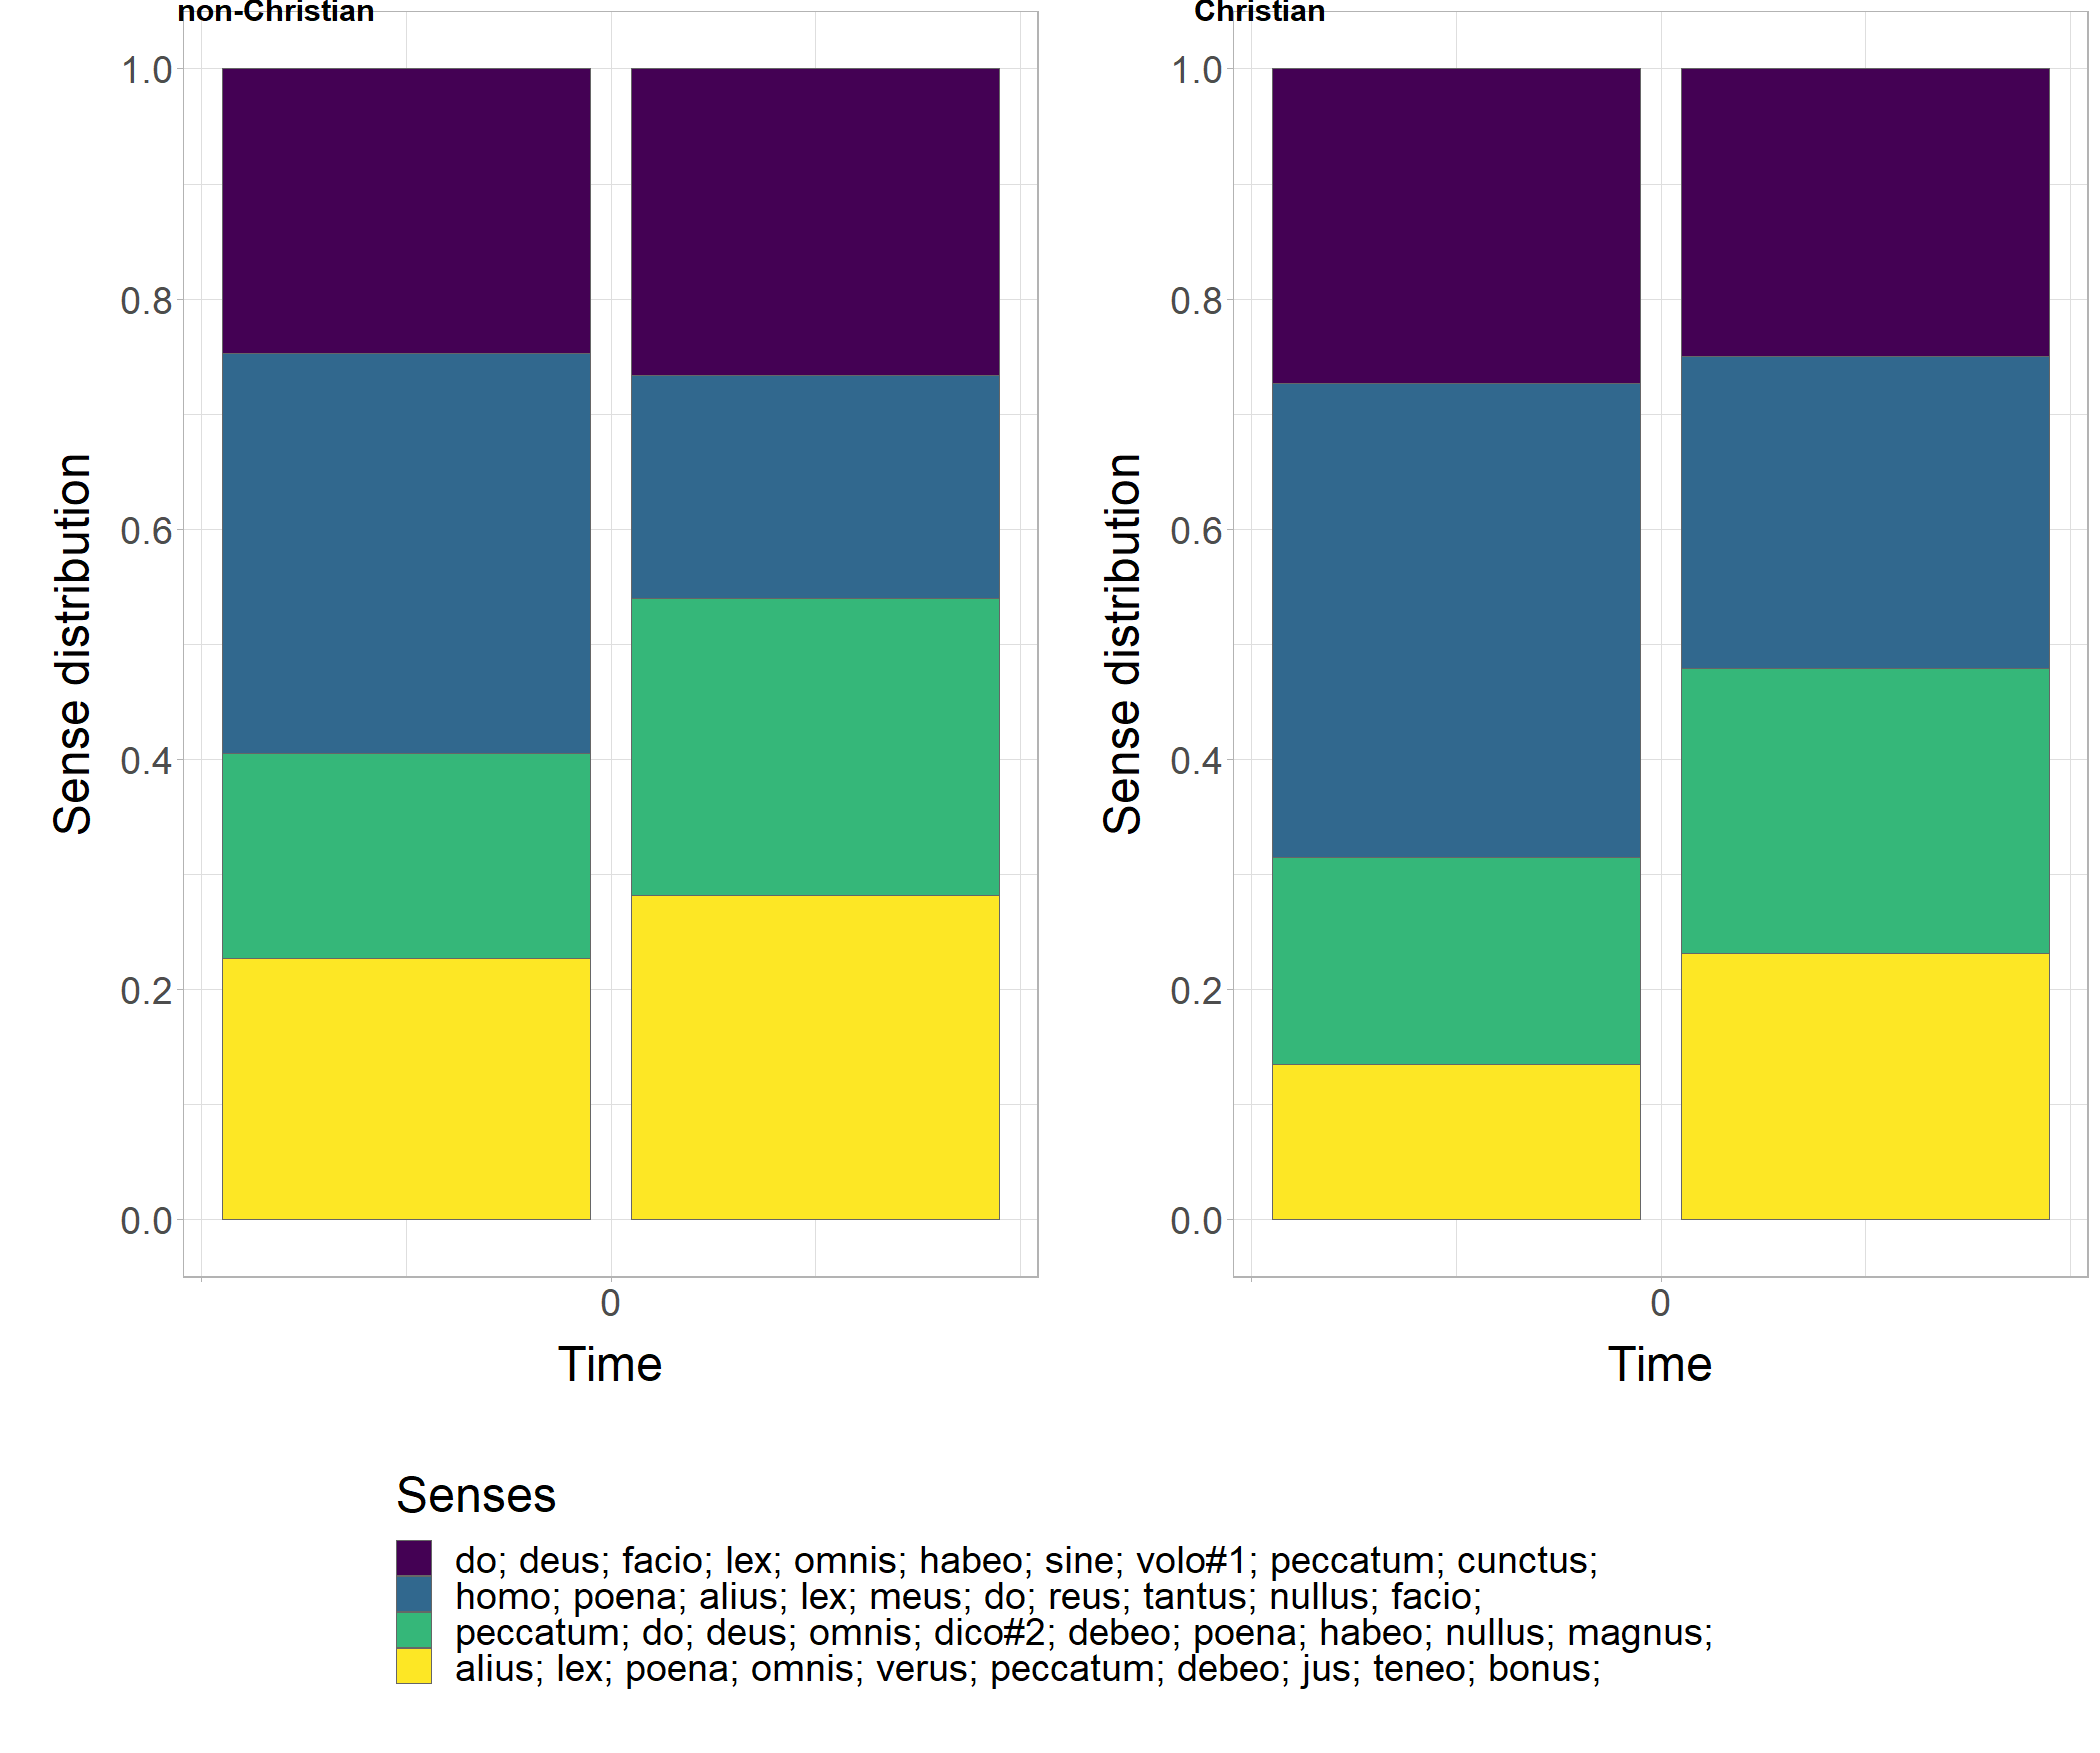 non-Christian
1.0
0.8
0.6
0.4
0.2
0.0
Sense distribution
0
Time
Christian
1.0
0.8
0.6
0.4
0.2
0.0
Sense distribution
0
Time
Senses
do; deus; facio; lex; omnis; habeo; sine; volo#1; peccatum; cunctus;
homo; poena; alius; lex; meus; do; reus; tantus; nullus; facio;
peccatum; do; deus; omnis; dico#2; debeo; poena; habeo; nullus; magnus;
alius; lex; poena; omnis; verus; peccatum; debeo; jus; teneo; bonus;